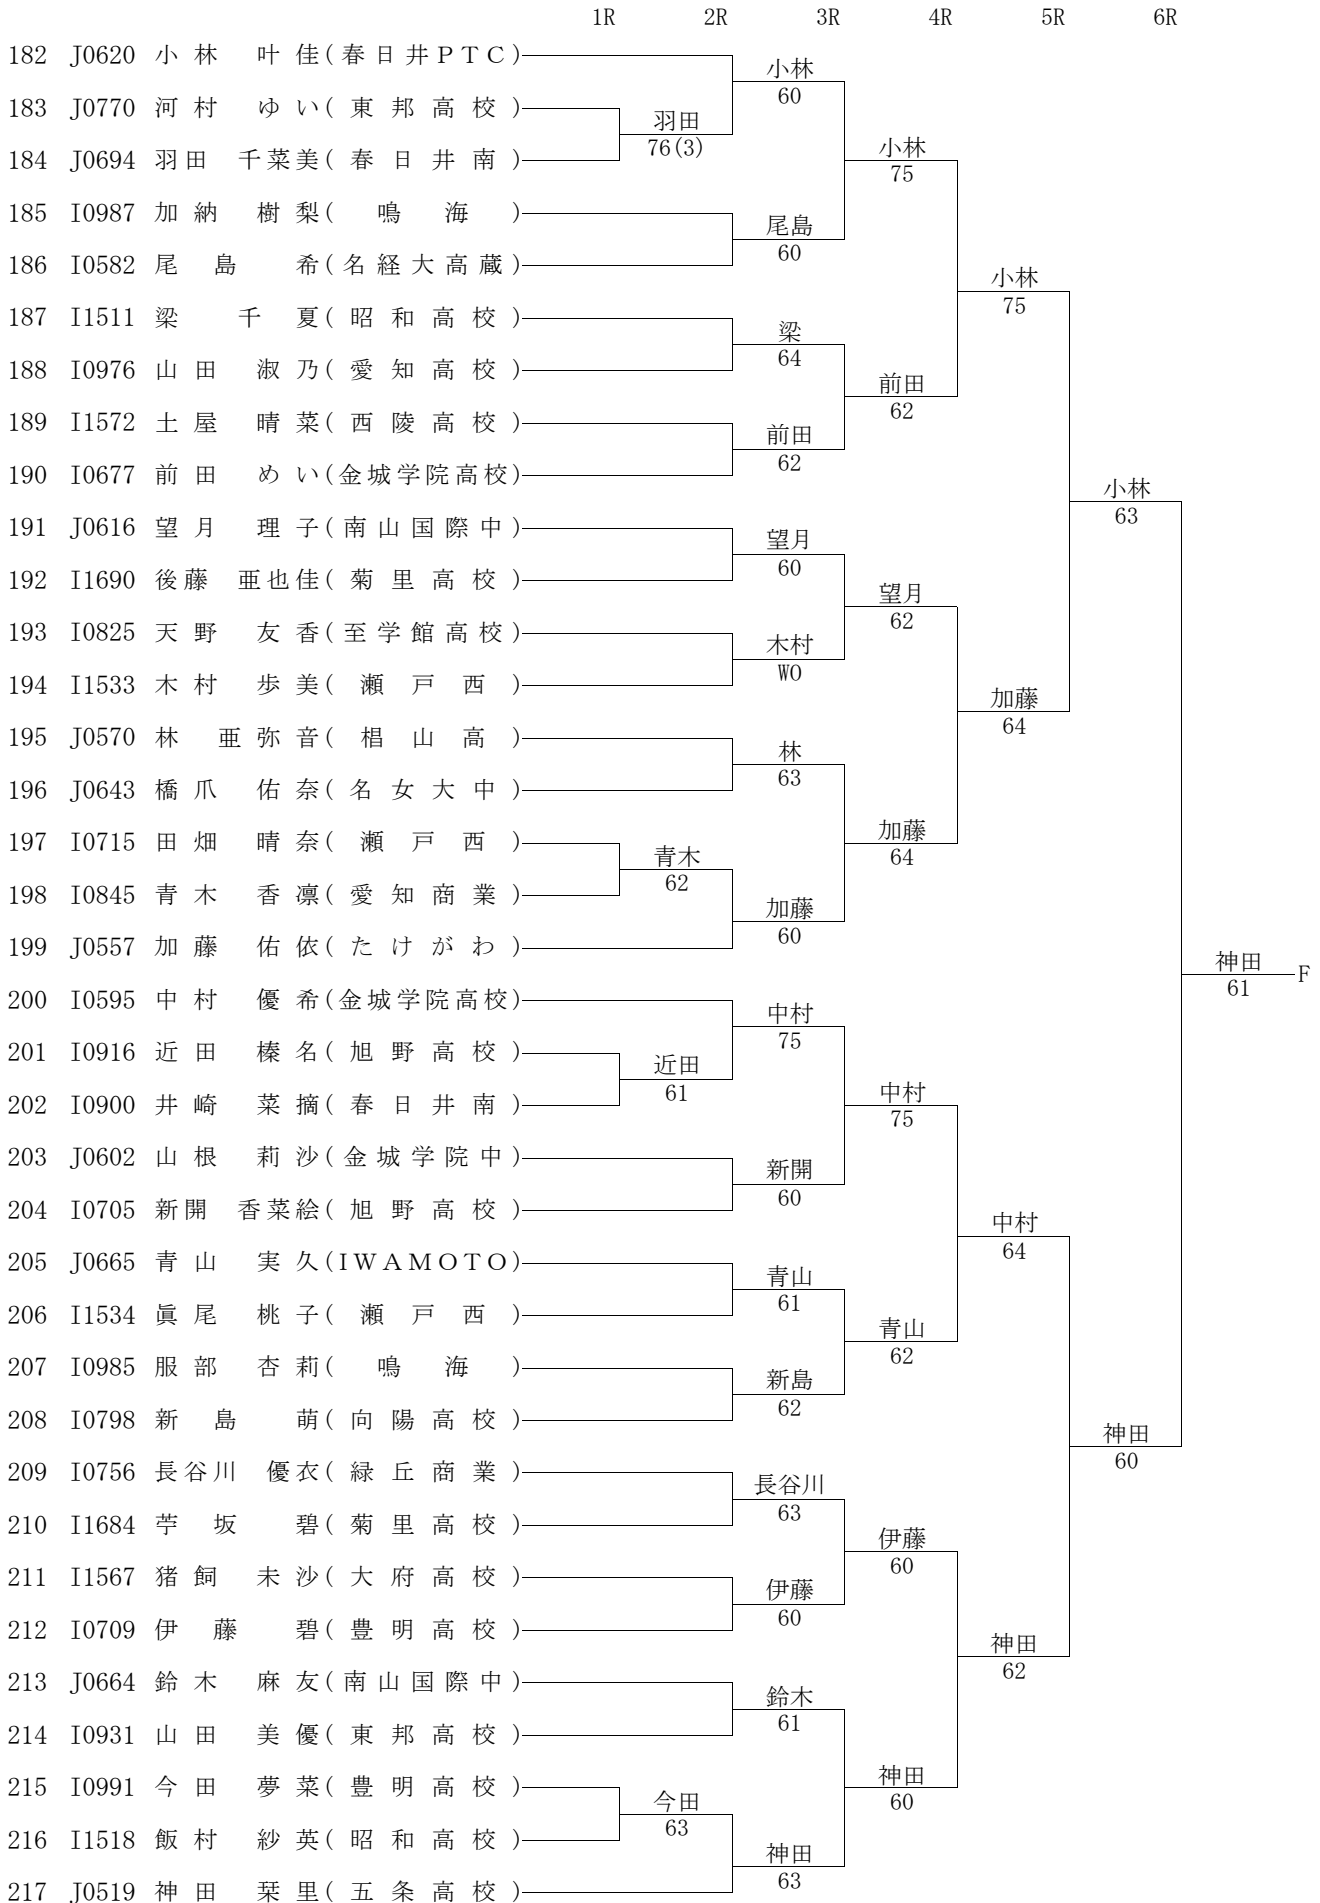 1R 2R 3R 4R 5R 6R
182 J0620 小林 叶佳(春日井PTC)
小林
60
183 J0770 河村 ゆい(東邦高校)
羽田
76(3)
184 J0694 羽田 千菜美(春日井南)
小林
75
185 I0987 加納 樹梨(鳴海)
尾島
60
186 I0582 尾島 希(名経大高蔵)
小林
75
187 I1511 梁 千夏(昭和高校)
梁
64
188 I0976 山田 淑乃(愛知高校)
前田
62
189 I1572 土屋 晴菜(西陵高校)
前田
62
190 I0677 前田 めい(金城学院高校)
小林
63
191 J0616 望月 理子(南山国際中)
望月
60
192 I1690 後藤 亜也佳(菊里高校)
望月
62
193 I0825 天野 友香(至学館高校)
木村
WO
194 I1533 木村 歩美(瀬戸西)
加藤
64
195 J0570 林 亜弥音(椙山高)
林
63
196 J0643 橋爪 佑奈(名女大中)
197 I0715 田畑 晴奈(瀬戸西)
加藤
64
青木
62
198 I0845 青木 香凛(愛知商業)
加藤
60
199 J0557 加藤 佑依(たけがわ)
神田
61
F
200 I0595 中村 優希(金城学院高校)
中村
75
201 I0916 近田 榛名(旭野高校)
近田
61
202 I0900 井崎 菜摘(春日井南)
中村
75
203 J0602 山根 莉沙(金城学院中)
新開
60
204 I0705 新開 香菜絵(旭野高校)
中村
64
205 J0665 青山 実久(IWAMOTO)
青山
61
206 I1534 眞尾 桃子(瀬戸西)
青山
62
207 I0985 服部 杏莉(鳴海)
新島
62
208 I0798 新島 萌(向陽高校)
神田
60
209 I0756 長谷川 優衣(緑丘商業)
長谷川
63
210 I1684 苧坂 碧(菊里高校)
伊藤
60
211 I1567 猪飼 未沙(大府高校)
伊藤
60
212 I0709 伊藤 碧(豊明高校)
神田
62
213 J0664 鈴木 麻友(南山国際中)
鈴木
61
214 I0931 山田 美優(東邦高校)
神田
60
215 I0991 今田 夢菜(豊明高校)
今田
63
216 I1518 飯村 紗英(昭和高校)
神田
63
217 J0519 神田 栞里(五条高校)